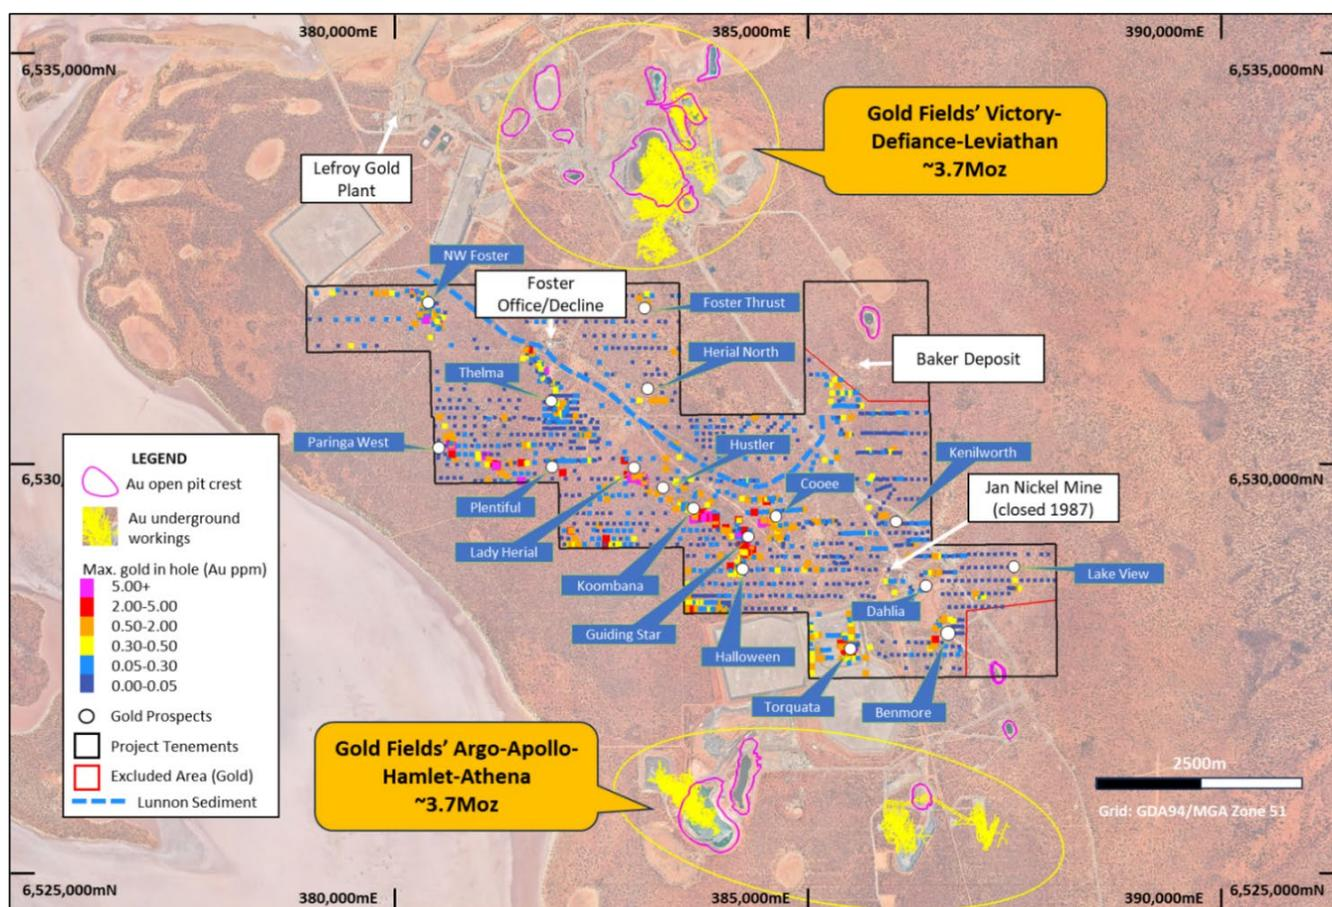 380,000mE
385,000mE
390,000mE
6,535,000mN
6,535,000mN
Gold Fields' Victory-
Defiance-Leviathan
~3.7Moz
Lefroy Gold
Plant
NW Foster
Foster
Office/Decline
Foster Thrust
Herial North
Baker Deposit
Thelma
Paringa West
Hustler
Kenilworth
Cooee
Jan Nickel Mine
(closed 1987)
Plentiful
Lady Herial
Koombana
Lake View
Dahlia
Guiding Star
Halloween
Torquata
Benmore
6,530,
LEGEND
Au open pit crest
Au underground
workings
Max. gold in hole (Au ppm)
5.00+
2.00-5.00
0.50-2.00
0.30-0.50
0.05-0.30
0.00-0.05
Gold Prospects
Project Tenements
Excluded Area (Gold)
Lunnon Sediment
Gold Fields' Argo-Apollo-
Hamlet-Athena
~3.7Moz
2500m
Grid: GDA94/MGA Zone 51
6,525,000mN
380,000mE
385,000mE
390,000mE
6,525,000mN